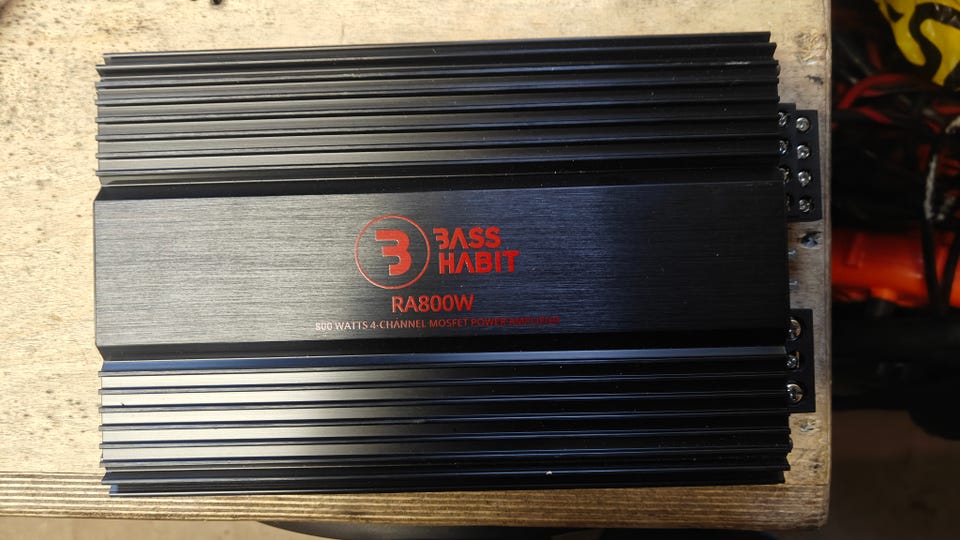 BASS
HABIT
RA800W
800 WATTS 4-CHANNEL MOSFET POWER AMPLIFIER